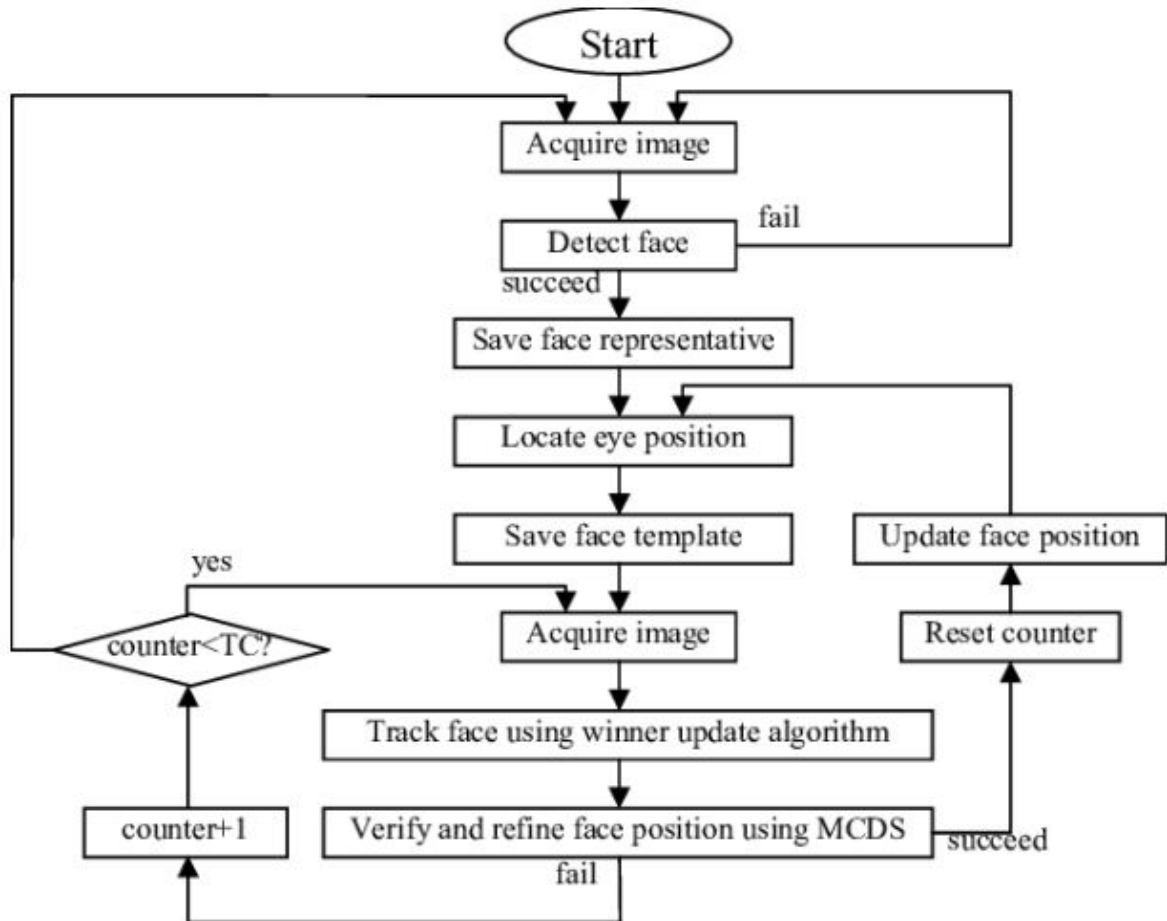 Start
Acquire image
fail
Detect face
succeed
Save face representative
Locate eye position
Save face template
Update face position
yes
Acquire image
Reset counter
counter<TC?
Track face using winner update algorithm
counter+1
Verify and refine face position using MCDS
succeed
fail